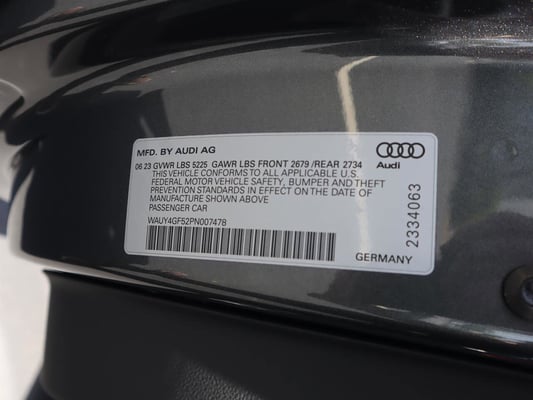 MFD. BY AUDI AG
06 23 GVWR LBS 5225 GAWR LBS FRONT 2679 /REAR 2734
THIS VEHICLE CONFORMS TO ALL APPLICABLE U.S.
FEDERAL MOTOR VEHICLE SAFETY, BUMPER AND THEFT
PREVENTION STANDARDS IN EFFECT ON THE DATE OF
MANUFACTURE SHOWN ABOVE
PASSENGER CAR
WAUY4GF52PN007478
Audi
2334063
GERMANY